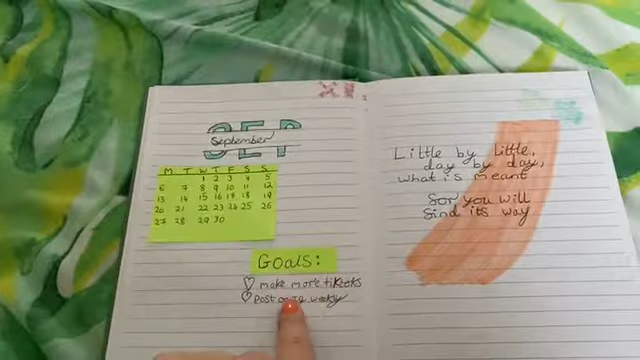 SEP
September
M T W T F S S
1 2 3 4 5
6 7 8 9 10 11 12
13 14 15 16 17 18 19
20 21 22 23 24 25 26
27 28 29 30
Goals:
make more tiktoks
post weekly
Little by little,
day by day,
what is meant
for you will
find its way